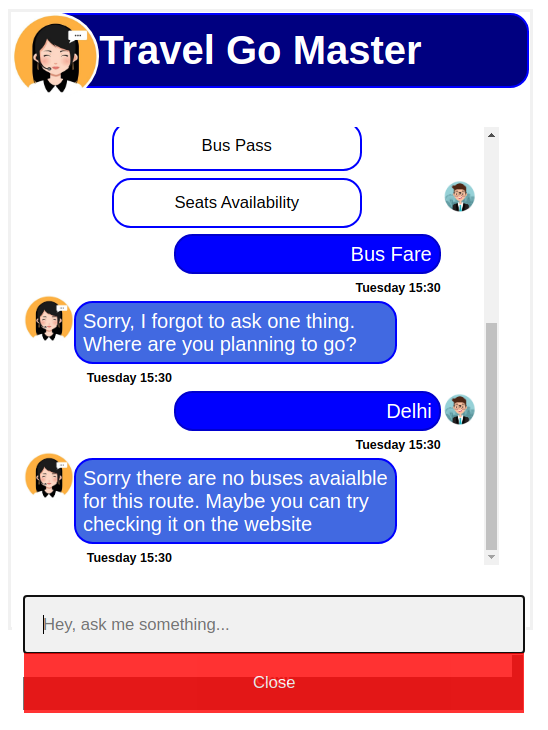 Travel Go Master
Bus Pass
Seats Availability
Bus Fare
Tuesday 15:30
Sorry, I forgot to ask one thing.
Where are you planning to go?
Tuesday 15:30
Delhi
Tuesday 15:30
Sorry there are no buses avaialble
for this route. Maybe you can try
checking it on the website
Tuesday 15:30
Hey, ask me something...
Close